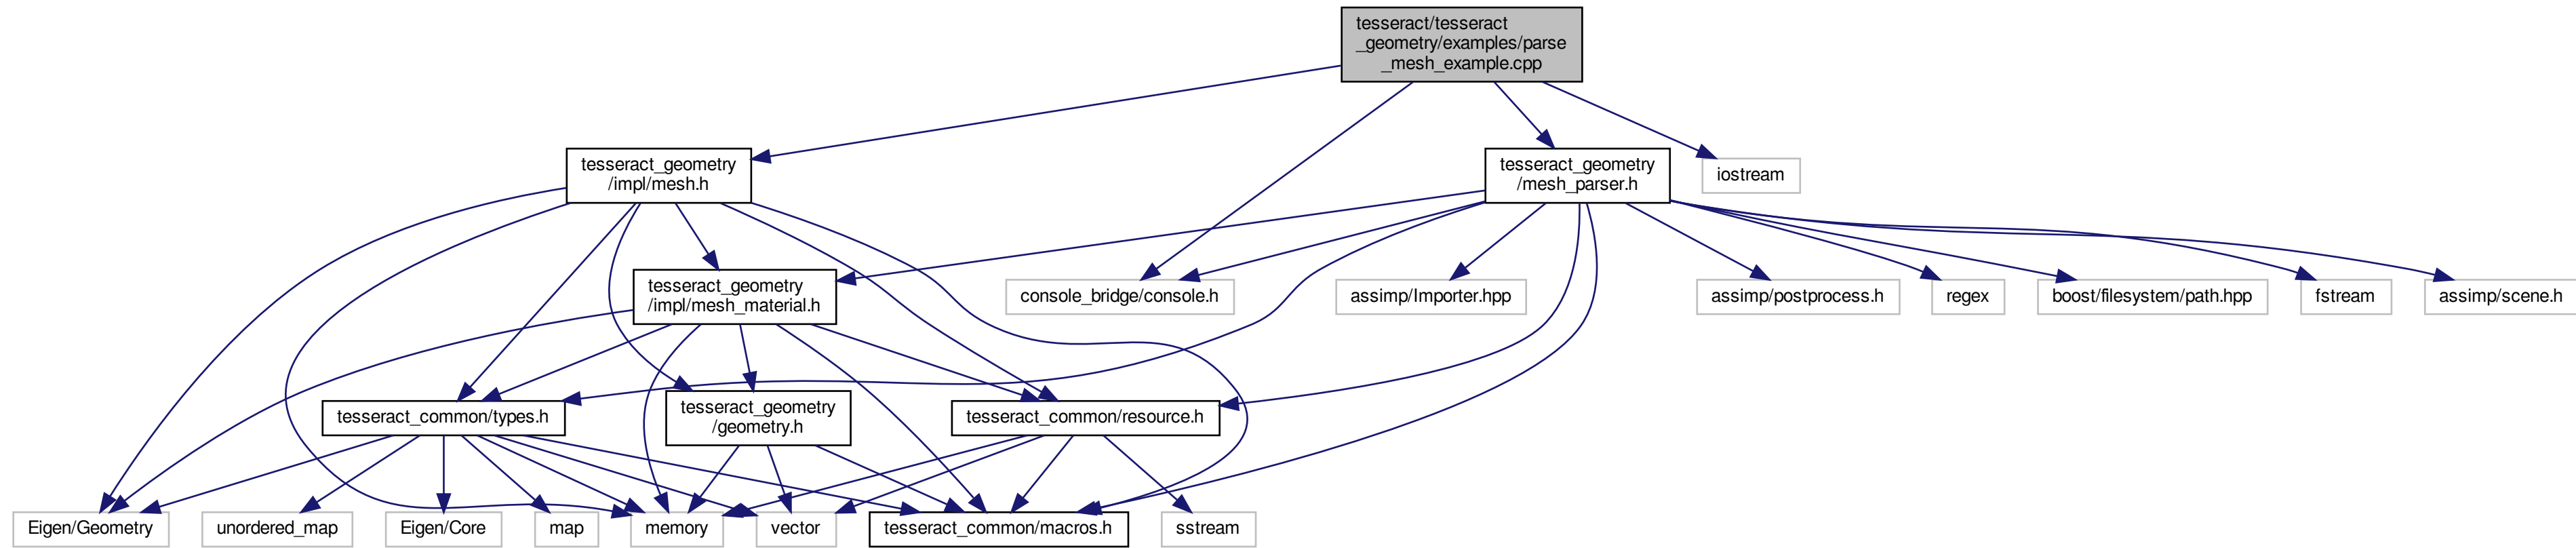 tesseract/tesseract
_geometry/examples/parse
_mesh_example.cpp
tesseract_geometry
/impl/mesh.h
tesseract_geometry
/mesh_parser.h
iostream
tesseract_geometry
/impl/mesh_material.h
console_bridge/console.h
assimp/Importer.hpp
assimp/postprocess.h
regex
boost/filesystem/path.hpp
fstream
assimp/scene.h
tesseract_common/types.h
tesseract_geometry
/geometry.h
tesseract_common/resource.h
Eigen/Geometry
unordered_map
Eigen/Core
map
memory
vector
tesseract_common/macros.h
sstream